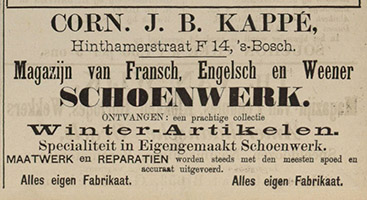 CORN. J. B. KAPPÉ,
Hinthamerstraat F 14, 's-Bosch.
Magazijn van Fransch, Engelsch en Weener
SCHOENWERK.
ONTVANGEN: een prachtige collectie
Winter-Artikelen.
Specialiteit in Eigengemaakt Schoenwerk.
MAATWERK en REPARATIEN worden steeds met den meesten spoed en
accuraat uitgevoerd.
Alles eigen Fabrikaat. Alles eigen Fabrikaat.